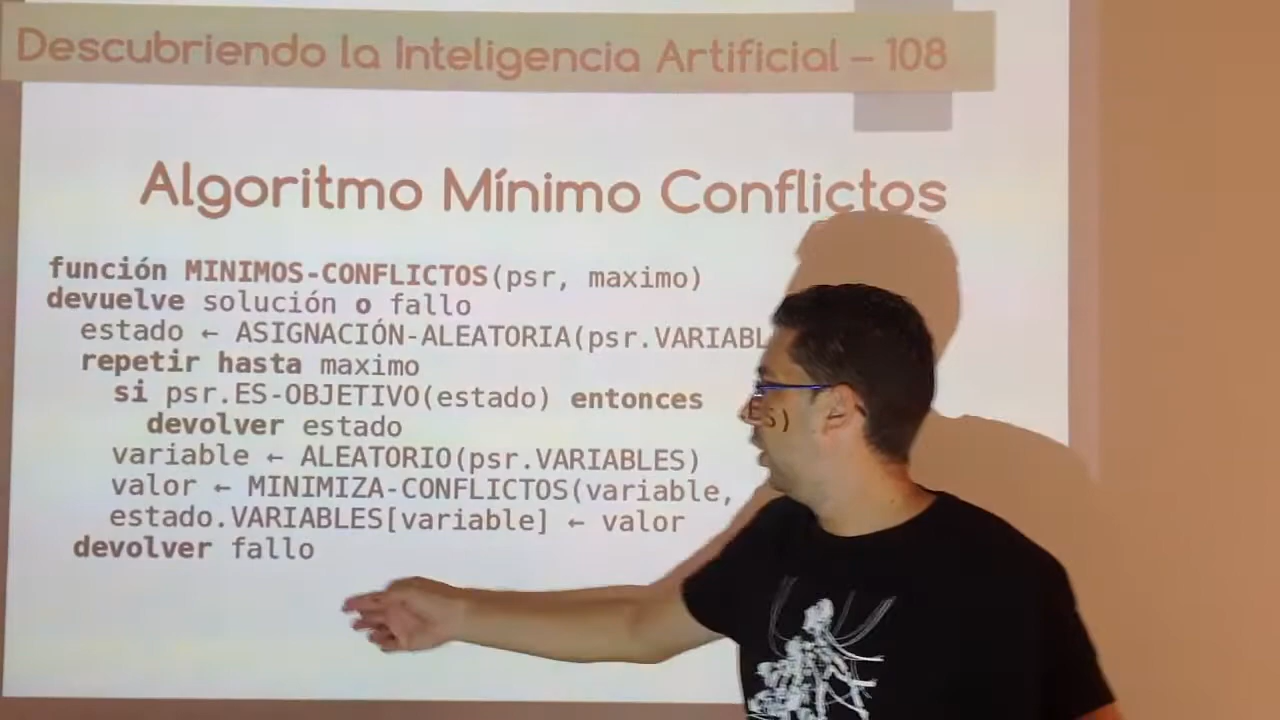 Descubriendo la Inteligencia Artificial – 108
Algoritmo Mínimo Conflictos
función MINIMOS-CONFLICTOS(psr, maximo)
devuelve solución o fallo
estado ← ASIGNACIÓN-ALEATORIA(psr.VARIABL
repetir hasta maximo
si psr.ES-OBJETIVO(estado) entonces
devolver estado
variable ← ALEATORIO(psr.VARIABLES)
valor ← MINIMIZA-CONFLICTOS(variable,
estado.VARIABLES[variable] ← valor
devolver fallo